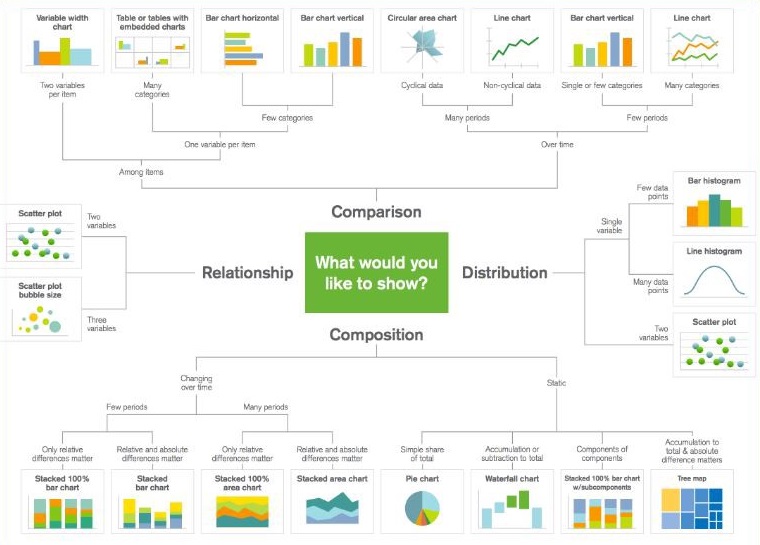 Variable width
chart
Table or tables with
embedded charts
Bar chart horizontal
Bar chart vertical
Circular area chart
Line chart
Bar chart vertical
Line chart
Two variables
per item
Many
categories
Cyclical data
Non-cyclical data
Single or few categories
Many categories
Few categories
Many periods
Few periods
One variable per item
Over time
Among items
Comparison
What would you
like to show?
Relationship
Two
variables
Scatter plot
Three
variables
Scatter plot
bubble size
Distribution
Single
variable
Few data
points
Bar histogram
Many data
points
Line histogram
Two
variables
Scatter plot
Composition
Changing
over time
Static
Few periods
Many periods
Only relative
differences matter
Relative and absolute
differences matter
Only relative
differences matter
Relative and absolute
differences matter
Simple share
of total
Accumulation or
subtraction to total
Components of
components
Accumulation to
total & absolute
difference matters
Stacked 100%
bar chart
Stacked
bar chart
Stacked 100%
area chart
Stacked area chart
Pie chart
Waterfall chart
Stacked 100% bar chart
w/subcomponents
Tree map